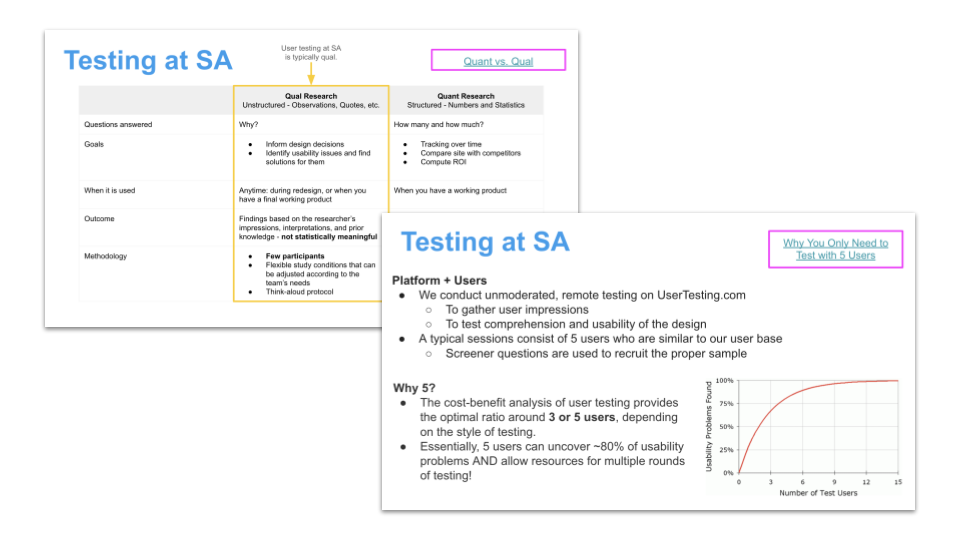 Testing at SA
User testing at SA
is typically qual.
Quant vs. Qual
Qual Research
Unstructured - Observations, Quotes, etc.
Quant Research
Structured - Numbers and Statistics
Questions answered
Why?
How many and how much?
Goals
● Inform design decisions
● Identify usability issues and find
solutions for them
● Tracking over time
● Compare site with competitors
● Compute ROI
When it is used
Anytime: during redesign, or when you
have a final working product
When you have a working product
Outcome
Findings based on the researcher's
impressions, interpretations, and prior
knowledge - not statistically meaningful
Methodology
● Few participants
● Flexible study conditions that can
be adjusted according to the
team's needs
● Think-aloud protocol
Testing at SA
Why You Only Need to
Test with 5 Users
Platform + Users
● We conduct unmoderated, remote testing on UserTesting.com
○ To gather user impressions
○ To test comprehension and usability of the design
● A typical sessions consist of 5 users who are similar to our user base
○ Screener questions are used to recruit the proper sample
Why 5?
● The cost-benefit analysis of user testing provides
the optimal ratio around 3 or 5 users, depending
on the style of testing.
● Essentially, 5 users can uncover ~80% of usability
problems AND allow resources for multiple rounds
of testing!
Usability Problems Found
100%
75%
50%
25%
0%
0 3 6 9 12 15
Number of Test Users